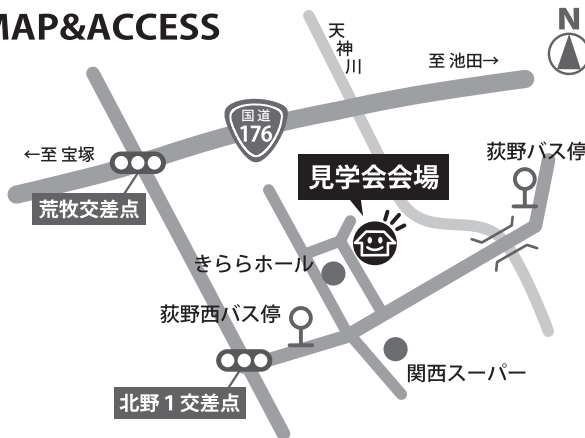 MAP&ACCESS
N
天神川
至 池田→
国道
176
←至 宝塚
荻野バス停
見学会会場
荒牧交差点
きららホール
荻野西バス停
関西スーパー
北野1交差点